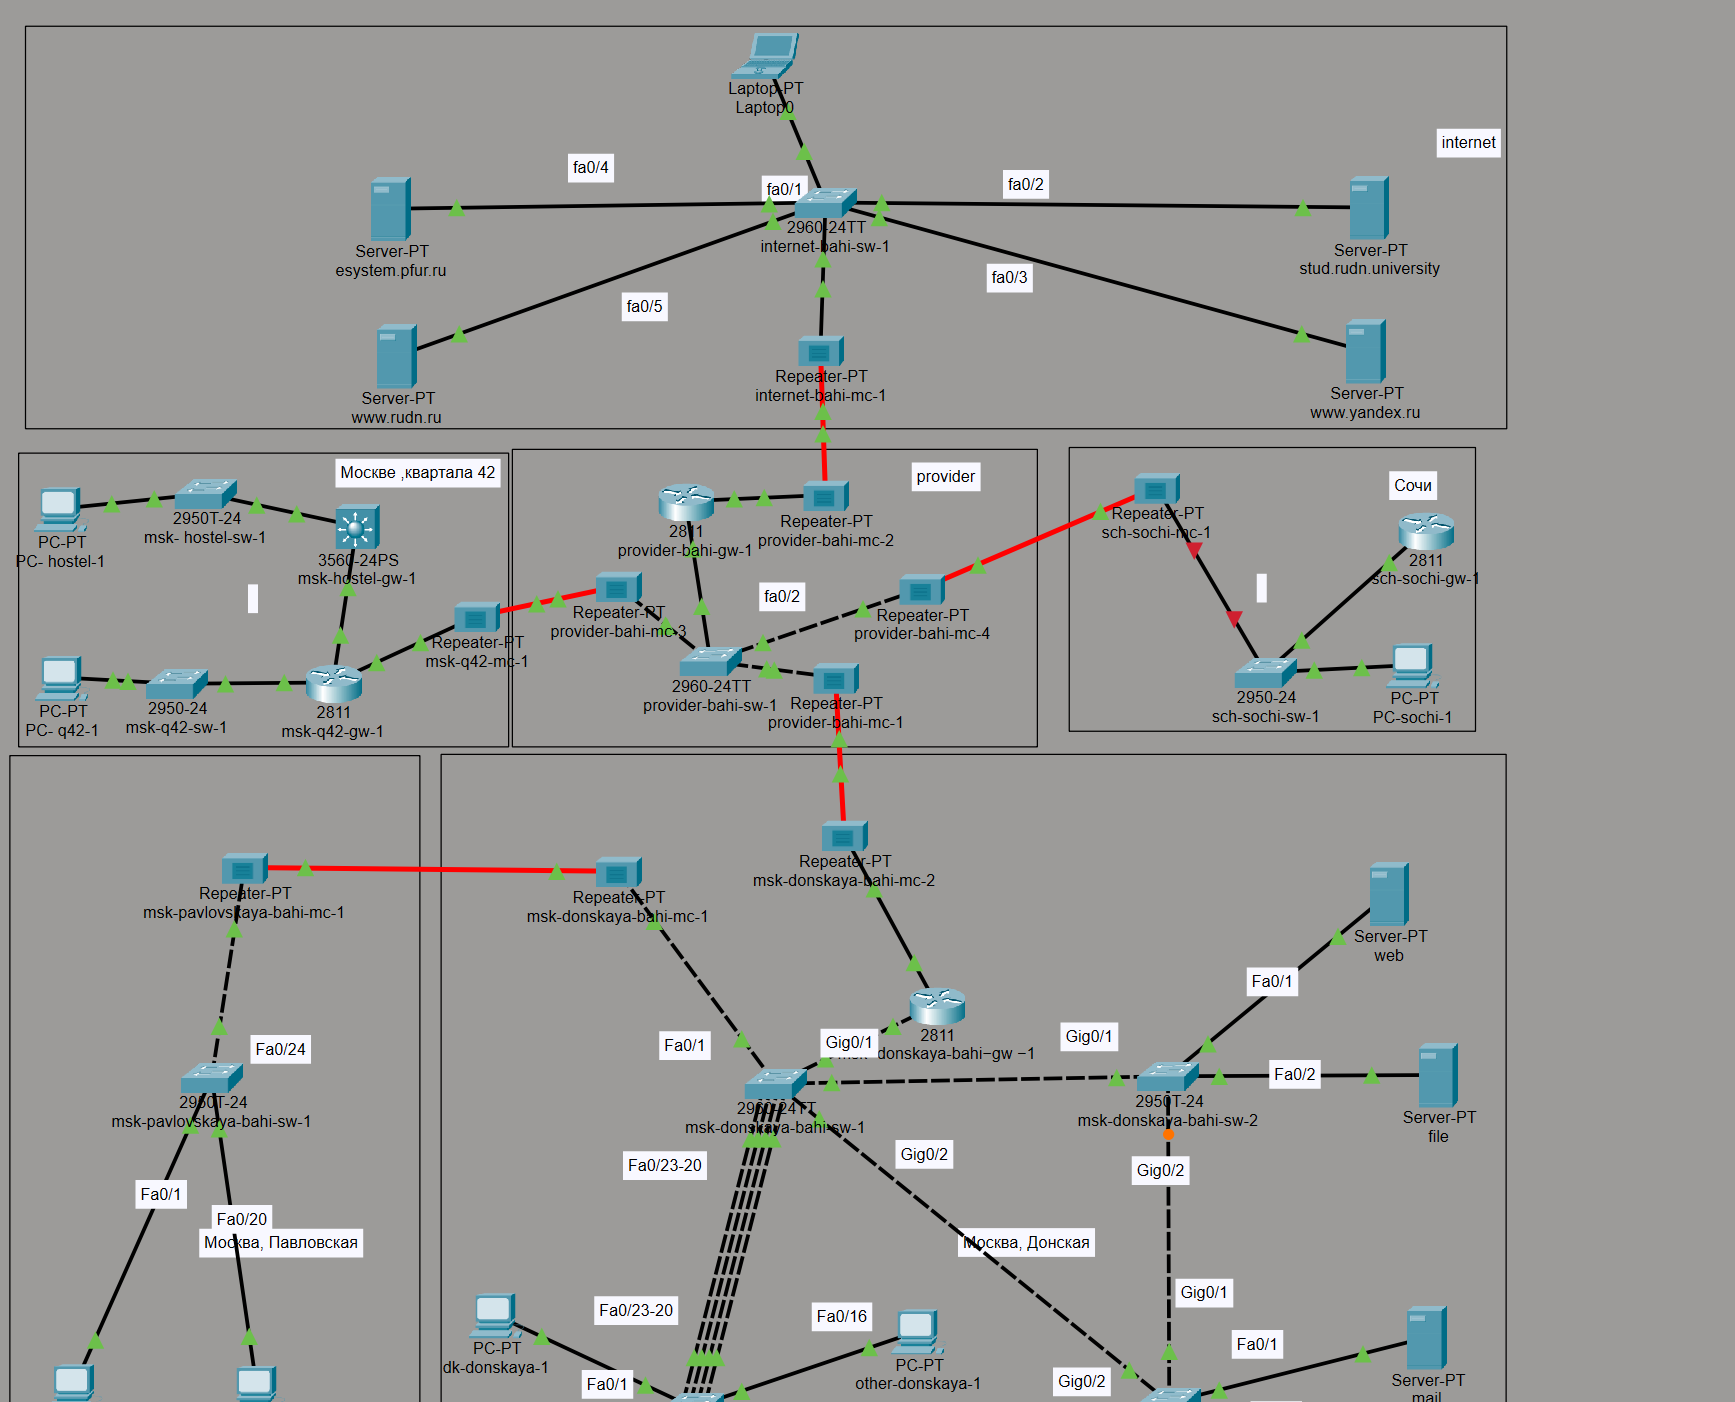 Laptop-PT
Laptop0
internet
fa0/4
fa0/1
fa0/2
2960-24TT
internet-bahi-sw-1
Server-PT
esystem.pfur.ru
Server-PT
stud.rudn.university
fa0/5
fa0/3
Server-PT
www.rudn.ru
Repeater-PT
internet-bahi-mc-1
Server-PT
www.yandex.ru
Москве ,квартала 42
2950T-24
msk- hostel-sw-1
PC-PT
PC- hostel-1
3560-24PS
msk-hostel-gw-1
Repeater-PT
msk-q42-mc-1
PC-PT
PC- q42-1
2950-24
msk-q42-sw-1
2811
msk-q42-gw-1
provider
2811
provider-bahi-gw-1
Repeater-PT
provider-bahi-mc-2
fa0/2
Repeater-PT
provider-bahi-mc-3
Repeater-PT
provider-bahi-mc-4
2960-24TT
provider-bahi-sw-1
Repeater-PT
provider-bahi-mc-1
Сочи
Repeater-PT
sch-sochi-mc-1
2811
sch-sochi-gw-1
2950-24
sch-sochi-sw-1
PC-PT
PC-sochi-1
Repeater-PT
msk-pavlovskaya-bahi-mc-1
Fa0/24
2950T-24
msk-pavlovskaya-bahi-sw-1
Fa0/1
Fa0/20
Москва, Павловская
Repeater-PT
msk-donskaya-bahi-mc-2
Repeater-PT
msk-donskaya-bahi-mc-1
Server-PT
web
Fa0/1
Fa0/1
Gig0/1
2811
msk-donskaya-bahi-gw -1
Gig0/1
Fa0/2
2960-24TT
msk-donskaya-bahi-sw-1
2950T-24
msk-donskaya-bahi-sw-2
Server-PT
file
Fa0/23-20
Gig0/2
Gig0/2
Москва, Донская
Gig0/1
Fa0/23-20
Fa0/16
Fa0/1
PC-PT
dk-donskaya-1
PC-PT
other-donskaya-1
Fa0/1
Gig0/2
Server-PT
mail